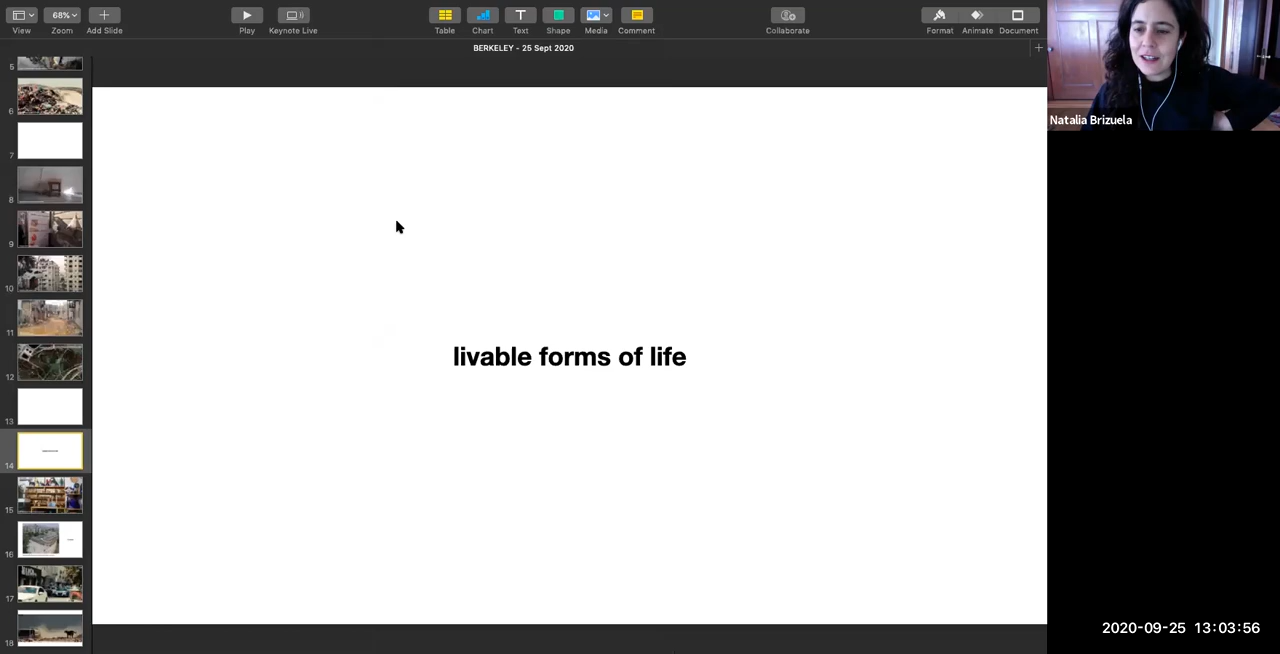 68%
View
Zoom
Add Slide
Play
Keynote Live
Table
Chart
Text
Shape
Media
Comment
Collaborate
Format
Animate
Document
BERKELEY - 25 Sept 2020
5
6
7
8
9
10
11
12
13
14
15
16
17
18
livable forms of life
Natalia Brizuela
2020-09-25 13:03:56